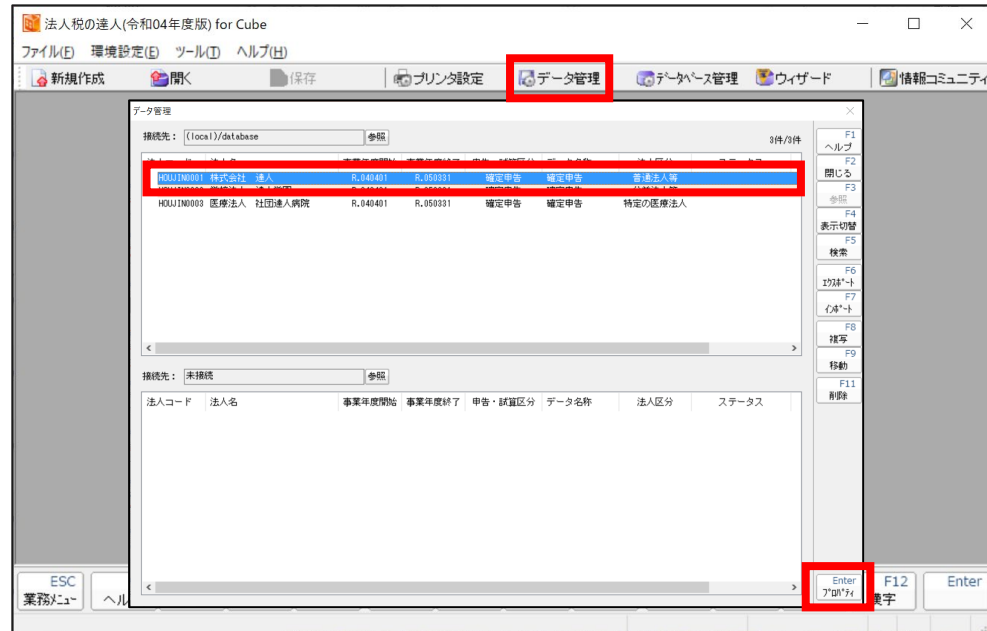 法人税の達人(令和04年度版) for Cube
ファイル(F) 環境設定(E) ツール(T) ヘルプ(H)
新規作成 開く 保存 プリンタ設定 データ管理 データベース管理 ウィザード 情報コミュニティ
データ管理
接続先： (local)/database 参照 3件/3件
HOUJIN0001 株式会社 達人 R.040401 R.050331 確定申告 確定申告 普通法人等
HOUJIN0003 医療法人 社団達人病院 R.040401 R.050331 確定申告 確定申告 特定の医療法人
接続先： 未接続 参照
法人コード 法人名 事業年度開始 事業年度終了 申告・試算区分 データ名称 法人区分 ステータス
F1
ヘルプ
F2
閉じる
F3
参照
F4
表示切替
F5
検索
F6
エクスポート
F7
インポート
F8
複写
F9
移動
F11
削除
Enter
プロパティ
ESC
業務メニュー
ヘル
F12
漢字
Enter